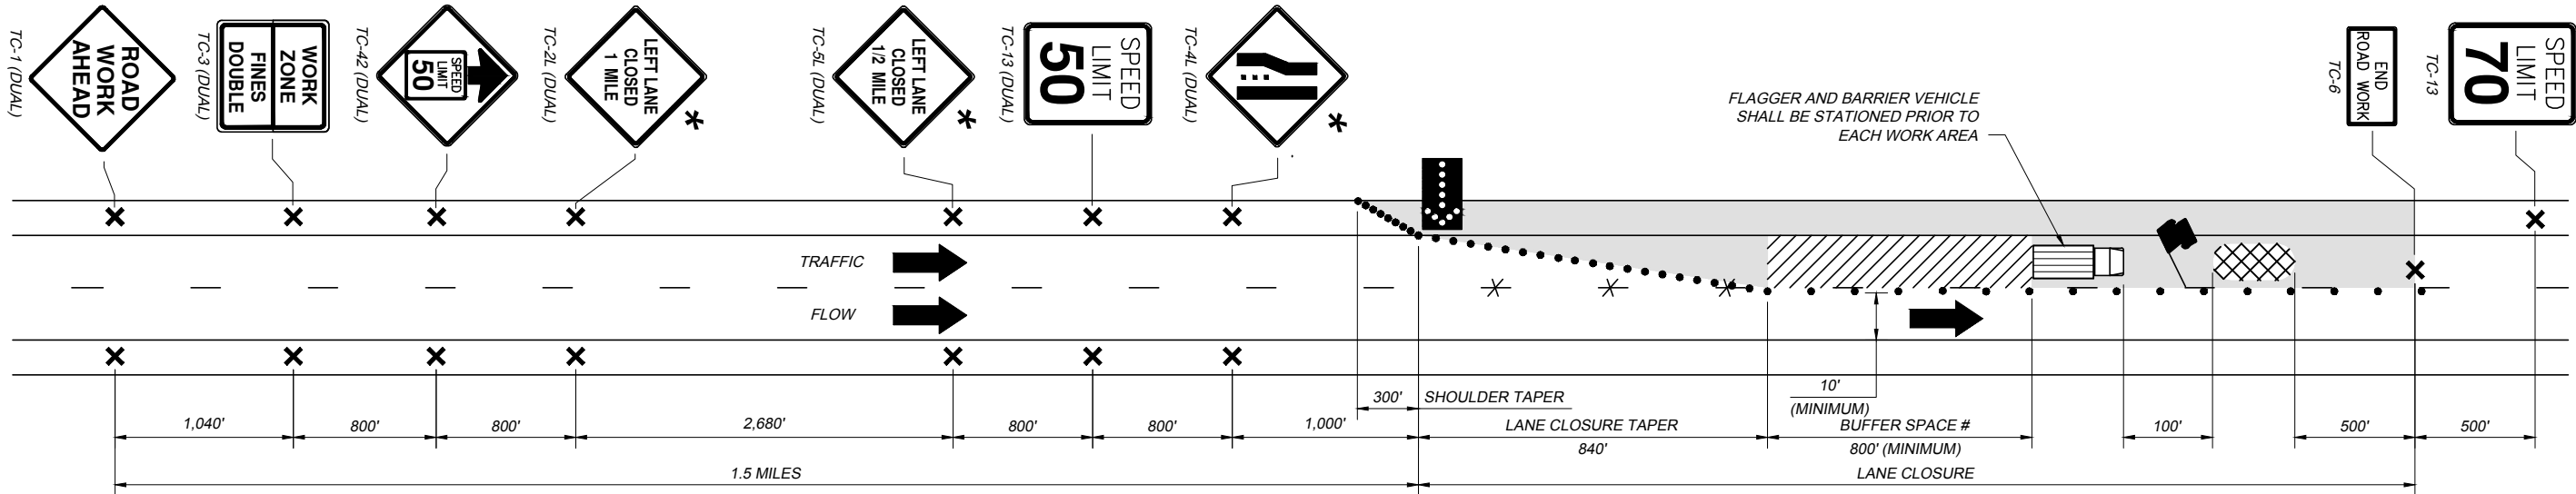 TC-1 (DUAL)
ROAD
WORK
AHEAD
TC-3 (DUAL)
WORK
ZONE
FINES
DOUBLE
TC-42 (DUAL)
SPEED
LIMIT
50
TC-2L (DUAL)
LEFT LANE
CLOSED
1 MILE
*
TC-5L (DUAL)
LEFT LANE
CLOSED
1/2 MILE
*
TC-13 (DUAL)
SPEED
LIMIT
50
TC-4L (DUAL)
*
FLAGGER AND BARRIER VEHICLE
SHALL BE STATIONED PRIOR TO
EACH WORK AREA
END
ROAD WORK
TC-6
TC-13
SPEED
LIMIT
70
TRAFFIC
FLOW
300'
SHOULDER TAPER
10'
(MINIMUM)
1,040'
800'
800'
2,680'
800'
800'
1,000'
LANE CLOSURE TAPER
840'
BUFFER SPACE #
800' (MINIMUM)
100'
500'
500'
1.5 MILES
LANE CLOSURE